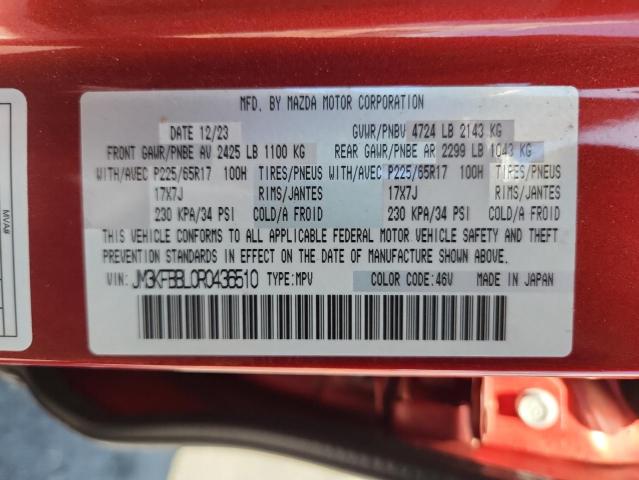 MFD. BY MAZDA MOTOR CORPORATION
DATE 12/23 GVWR/PNBV 4724 LB 2143 KG
FRONT GAWR/PNBE AV 2425 LB 1100 KG REAR GAWR/PNBE AR 2299 LB 1043 KG
WITH/AVEC P225/65R17 100H TIRES/PNEUS WITH/AVEC P225/65R17 100H TIRES/PNEUS
17X7J RIMS/JANTES 17X7J RIMS/JANTES
230 KPA/34 PSI COLD/A FROID 230 KPA/34 PSI COLD/A FROID
THIS VEHICLE CONFORMS TO ALL APPLICABLE FEDERAL MOTOR VEHICLE SAFETY AND THEFT
PREVENTION STANDARDS IN EFFECT ON THE DATE OF MANUFACTURE SHOWN ABOVE.
VIN: JM3KFBBL0R0436510 TYPE:MPV COLOR CODE:46V MADE IN JAPAN
MVA#